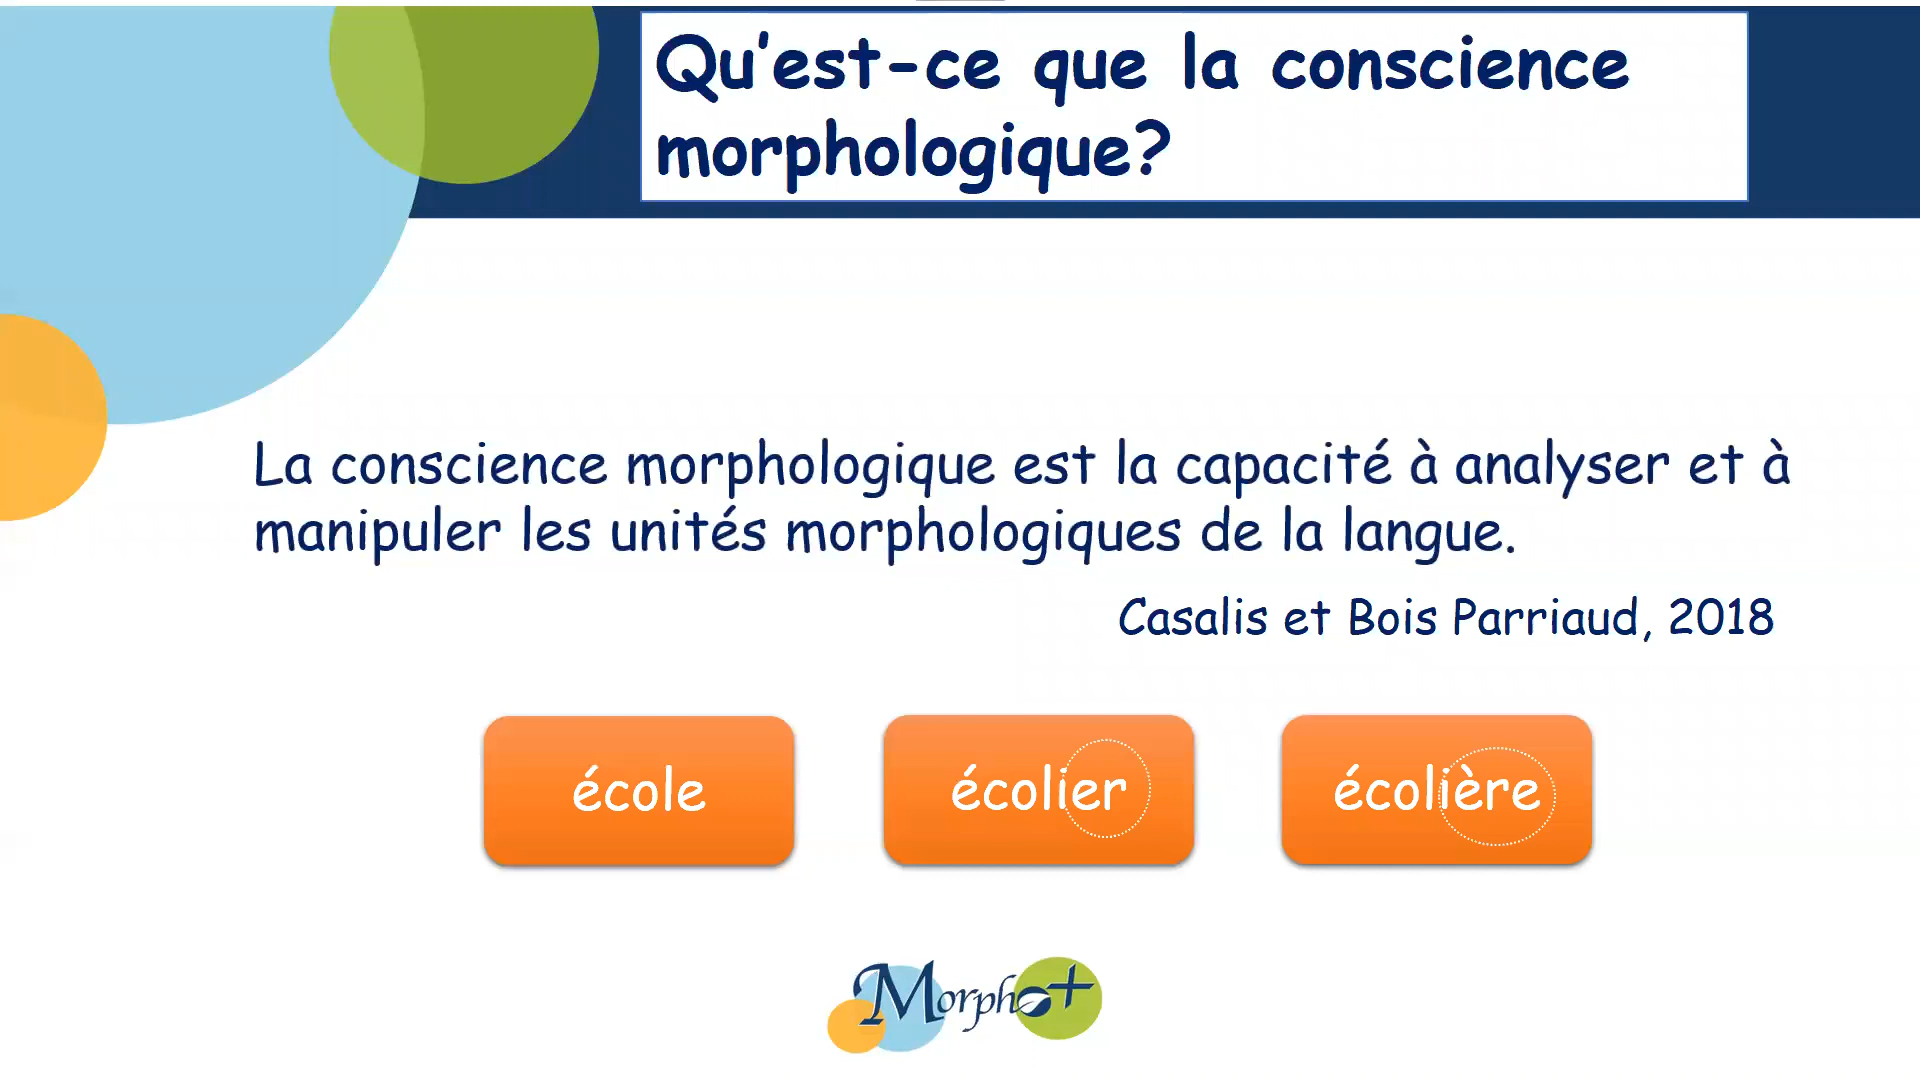 Qu'est-ce que la conscience
morphologique?
La conscience morphologique est la capacité à analyser et à
manipuler les unités morphologiques de la langue.
Casalis et Bois Parriaud, 2018
école
écolier
écolière
Morpho+